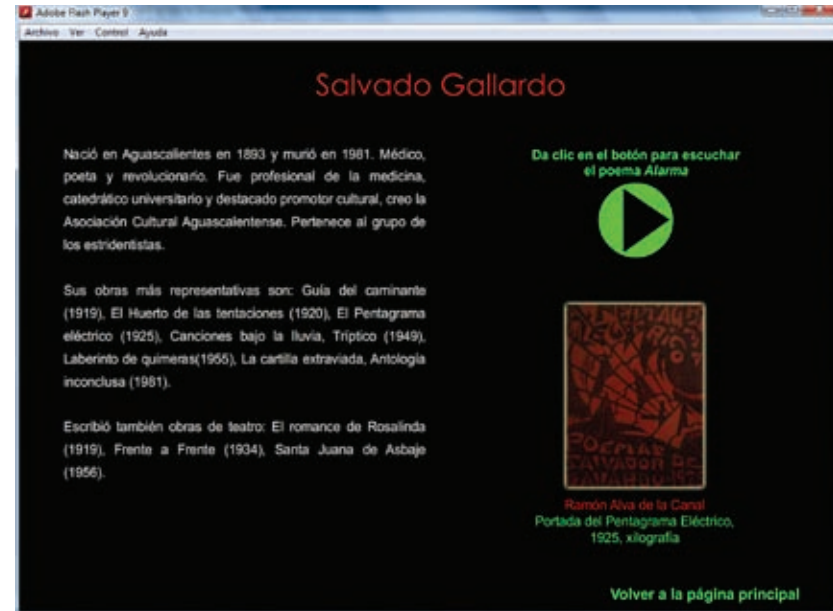 Adobe Flash Player 9
Archivo Ver Control Ayuda
Salvado Gallardo
Nació en Aguascalientes en 1893 y murió en 1981. Médico,
poeta y revolucionario. Fue profesional de la medicina,
catedrático universitario y destacado promotor cultural, creo la
Asociación Cultural Aguascalentense. Pertenece al grupo de
los estridentistas.
Sus obras más representativas son: Guía del caminante
(1919), El Huerto de las tentaciones (1920), El Pentagrama
eléctrico (1925), Canciones bajo la lluvia, Tríptico (1949),
Laberinto de quimeras(1955), La cartilla extraviada, Antología
inconclusa (1981).
Escribió también obras de teatro: El romance de Rosalinda
(1919), Frente a Frente (1934), Santa Juana de Asbaje
(1956).
Da clic en el botón para escuchar
el poema Alarma
POEMAS
SALVADOR DE
GALLARDO
Ramón Alva de la Canal
Portada del Pentagrama Eléctrico,
1925, xilografía
Volver a la página principal